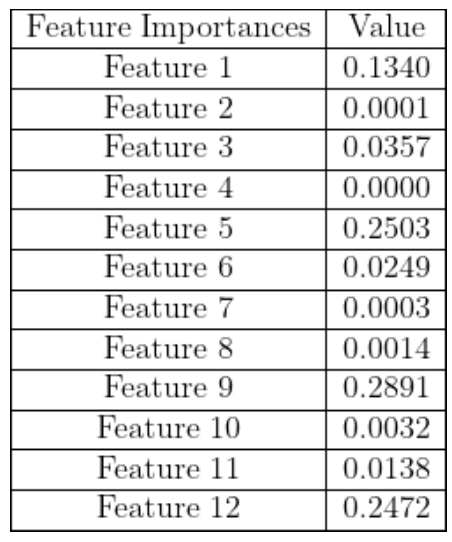 Feature Importances Value
Feature 1 0.1340
Feature 2 0.0001
Feature 3 0.0357
Feature 4 0.0000
Feature 5 0.2503
Feature 6 0.0249
Feature 7 0.0003
Feature 8 0.0014
Feature 9 0.2891
Feature 10 0.0032
Feature 11 0.0138
Feature 12 0.2472